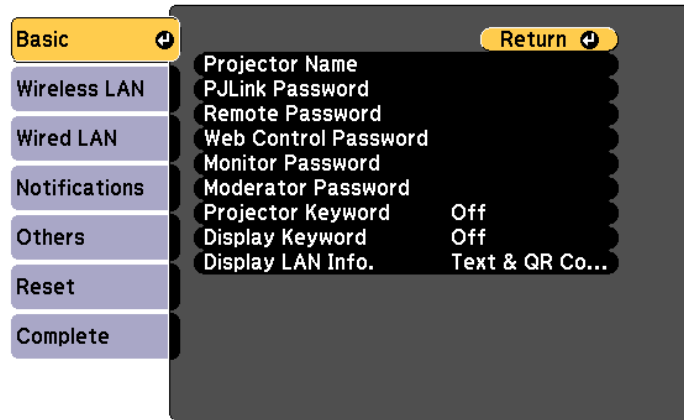 Basic
Wireless LAN
Wired LAN
Notifications
Others
Reset
Complete
Return
Projector Name
PJLink Password
Remote Password
Web Control Password
Monitor Password
Moderator Password
Projector Keyword Off
Display Keyword Off
Display LAN Info. Text & QR Co...